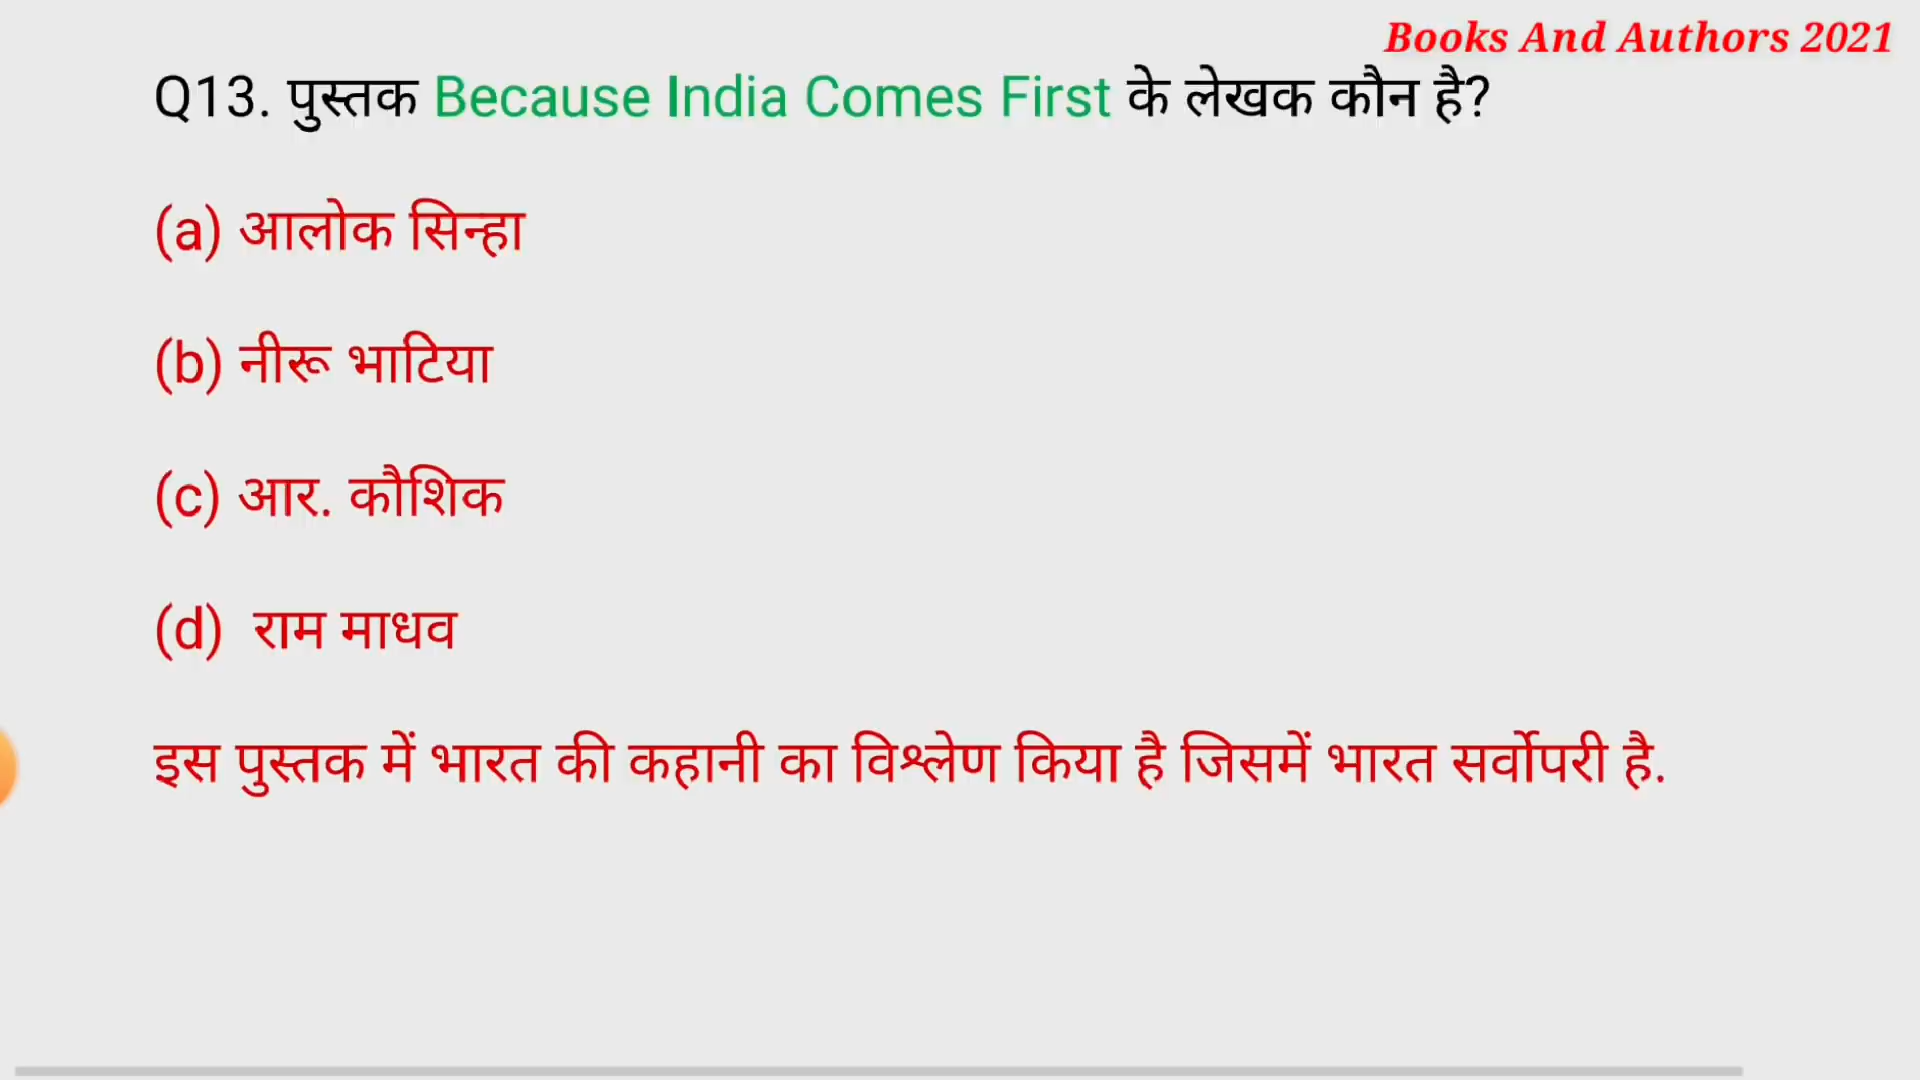 Books And Authors 2021
Q13. पुस्तक Because India Comes First के लेखक कौन है?
(a) आलोक सिन्हा
(b) नीरू भाटिया
(c) आर. कौशिक
(d) राम माधव
इस पुस्तक में भारत की कहानी का विश्लेण किया है जिसमें भारत सर्वोपरी है.